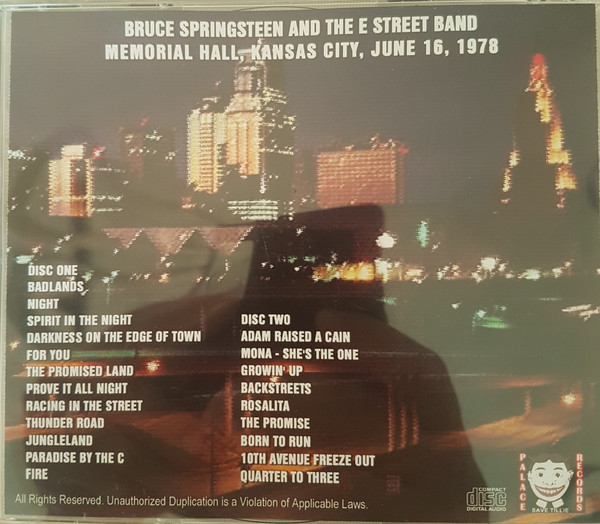 BRUCE SPRINGSTEEN AND THE E STREET BAND
MEMORIAL HALL, KANSAS CITY, JUNE 16, 1978
DISC ONE
BADLANDS
NIGHT
SPIRIT IN THE NIGHT
DARKNESS ON THE EDGE OF TOWN
FOR YOU
THE PROMISED LAND
PROVE IT ALL NIGHT
RACING IN THE STREET
THUNDER ROAD
JUNGLELAND
PARADISE BY THE C
FIRE
DISC TWO
ADAM RAISED A CAIN
MONA - SHE'S THE ONE
GROWIN' UP
BACKSTREETS
ROSALITA
THE PROMISE
BORN TO RUN
10TH AVENUE FREEZE OUT
QUARTER TO THREE
All Rights Reserved. Unauthorized Duplication is a Violation of Applicable Laws.
COMPACT
disc
DIGITAL AUDIO
PALACE
RECORDS
SAVE TILLIE